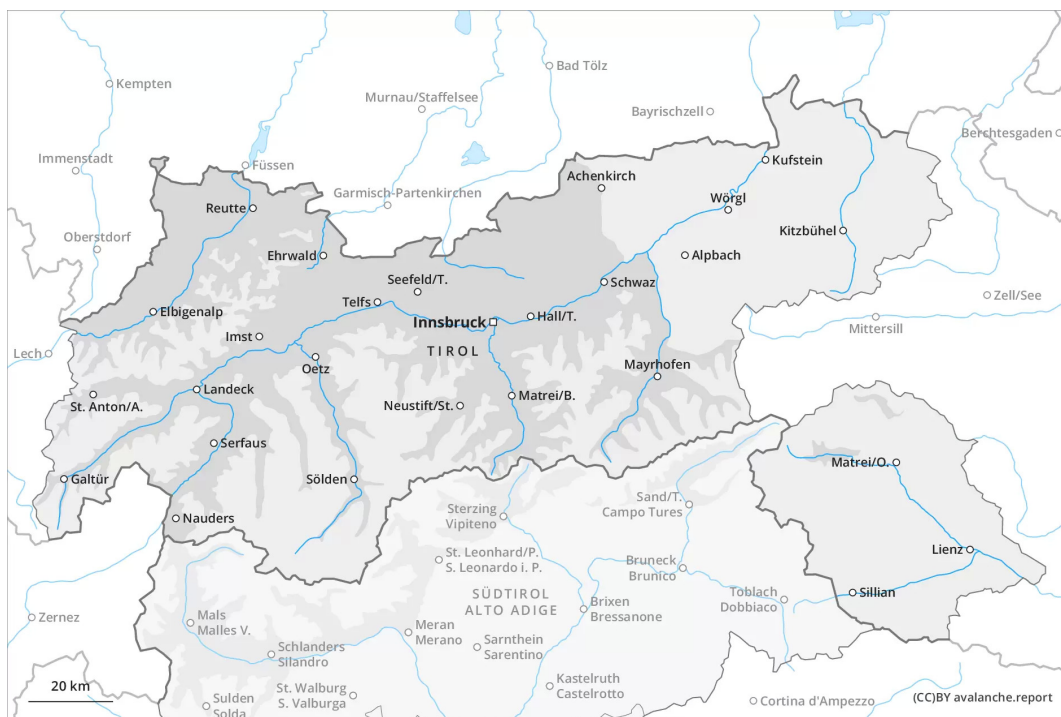 Kempten
Bad Tölz
Murnau/Staffelsee
Bayrischzell
Berchtesgaden
Immenstadt
Füssen
Kufstein
Achenkirch
Garmisch-Partenkirchen
Reutte
Wörgl
Kitzbühel
Oberstdorf
Ehrwald
Alpbach
Seefeld/T.
Schwaz
Zell/See
Telfs
Elbigenalp
Innsbruck
Hall/T.
Mittersill
Imst
TIROL
Lech
Oetz
Mayrhofen
Landeck
St. Anton/A.
Neustift/St.
Matrei/B.
Serfaus
Matrei/O.
Galtür
Sölden
Sand/T.
Campo Tures
Nauders
Sterzing
Vipiteno
Lienz
St. Leonhard/P.
S. Leonardo i. P.
Bruneck
Brunico
SÜDTIROL
ALTO ADIGE
Toblach
Dobbiaco
Sillian
Brixen
Bressanone
Zernez
Mals
Malles V.
Meran
Merano
Sarnthein
Sarentino
Schlanders
Silandro
20 km
St. Walburg
S. Valburga
Kastelruth
Castelrotto
Sulden
Solda
Cortina d'Ampezzo
(CC)BY avalanche.report